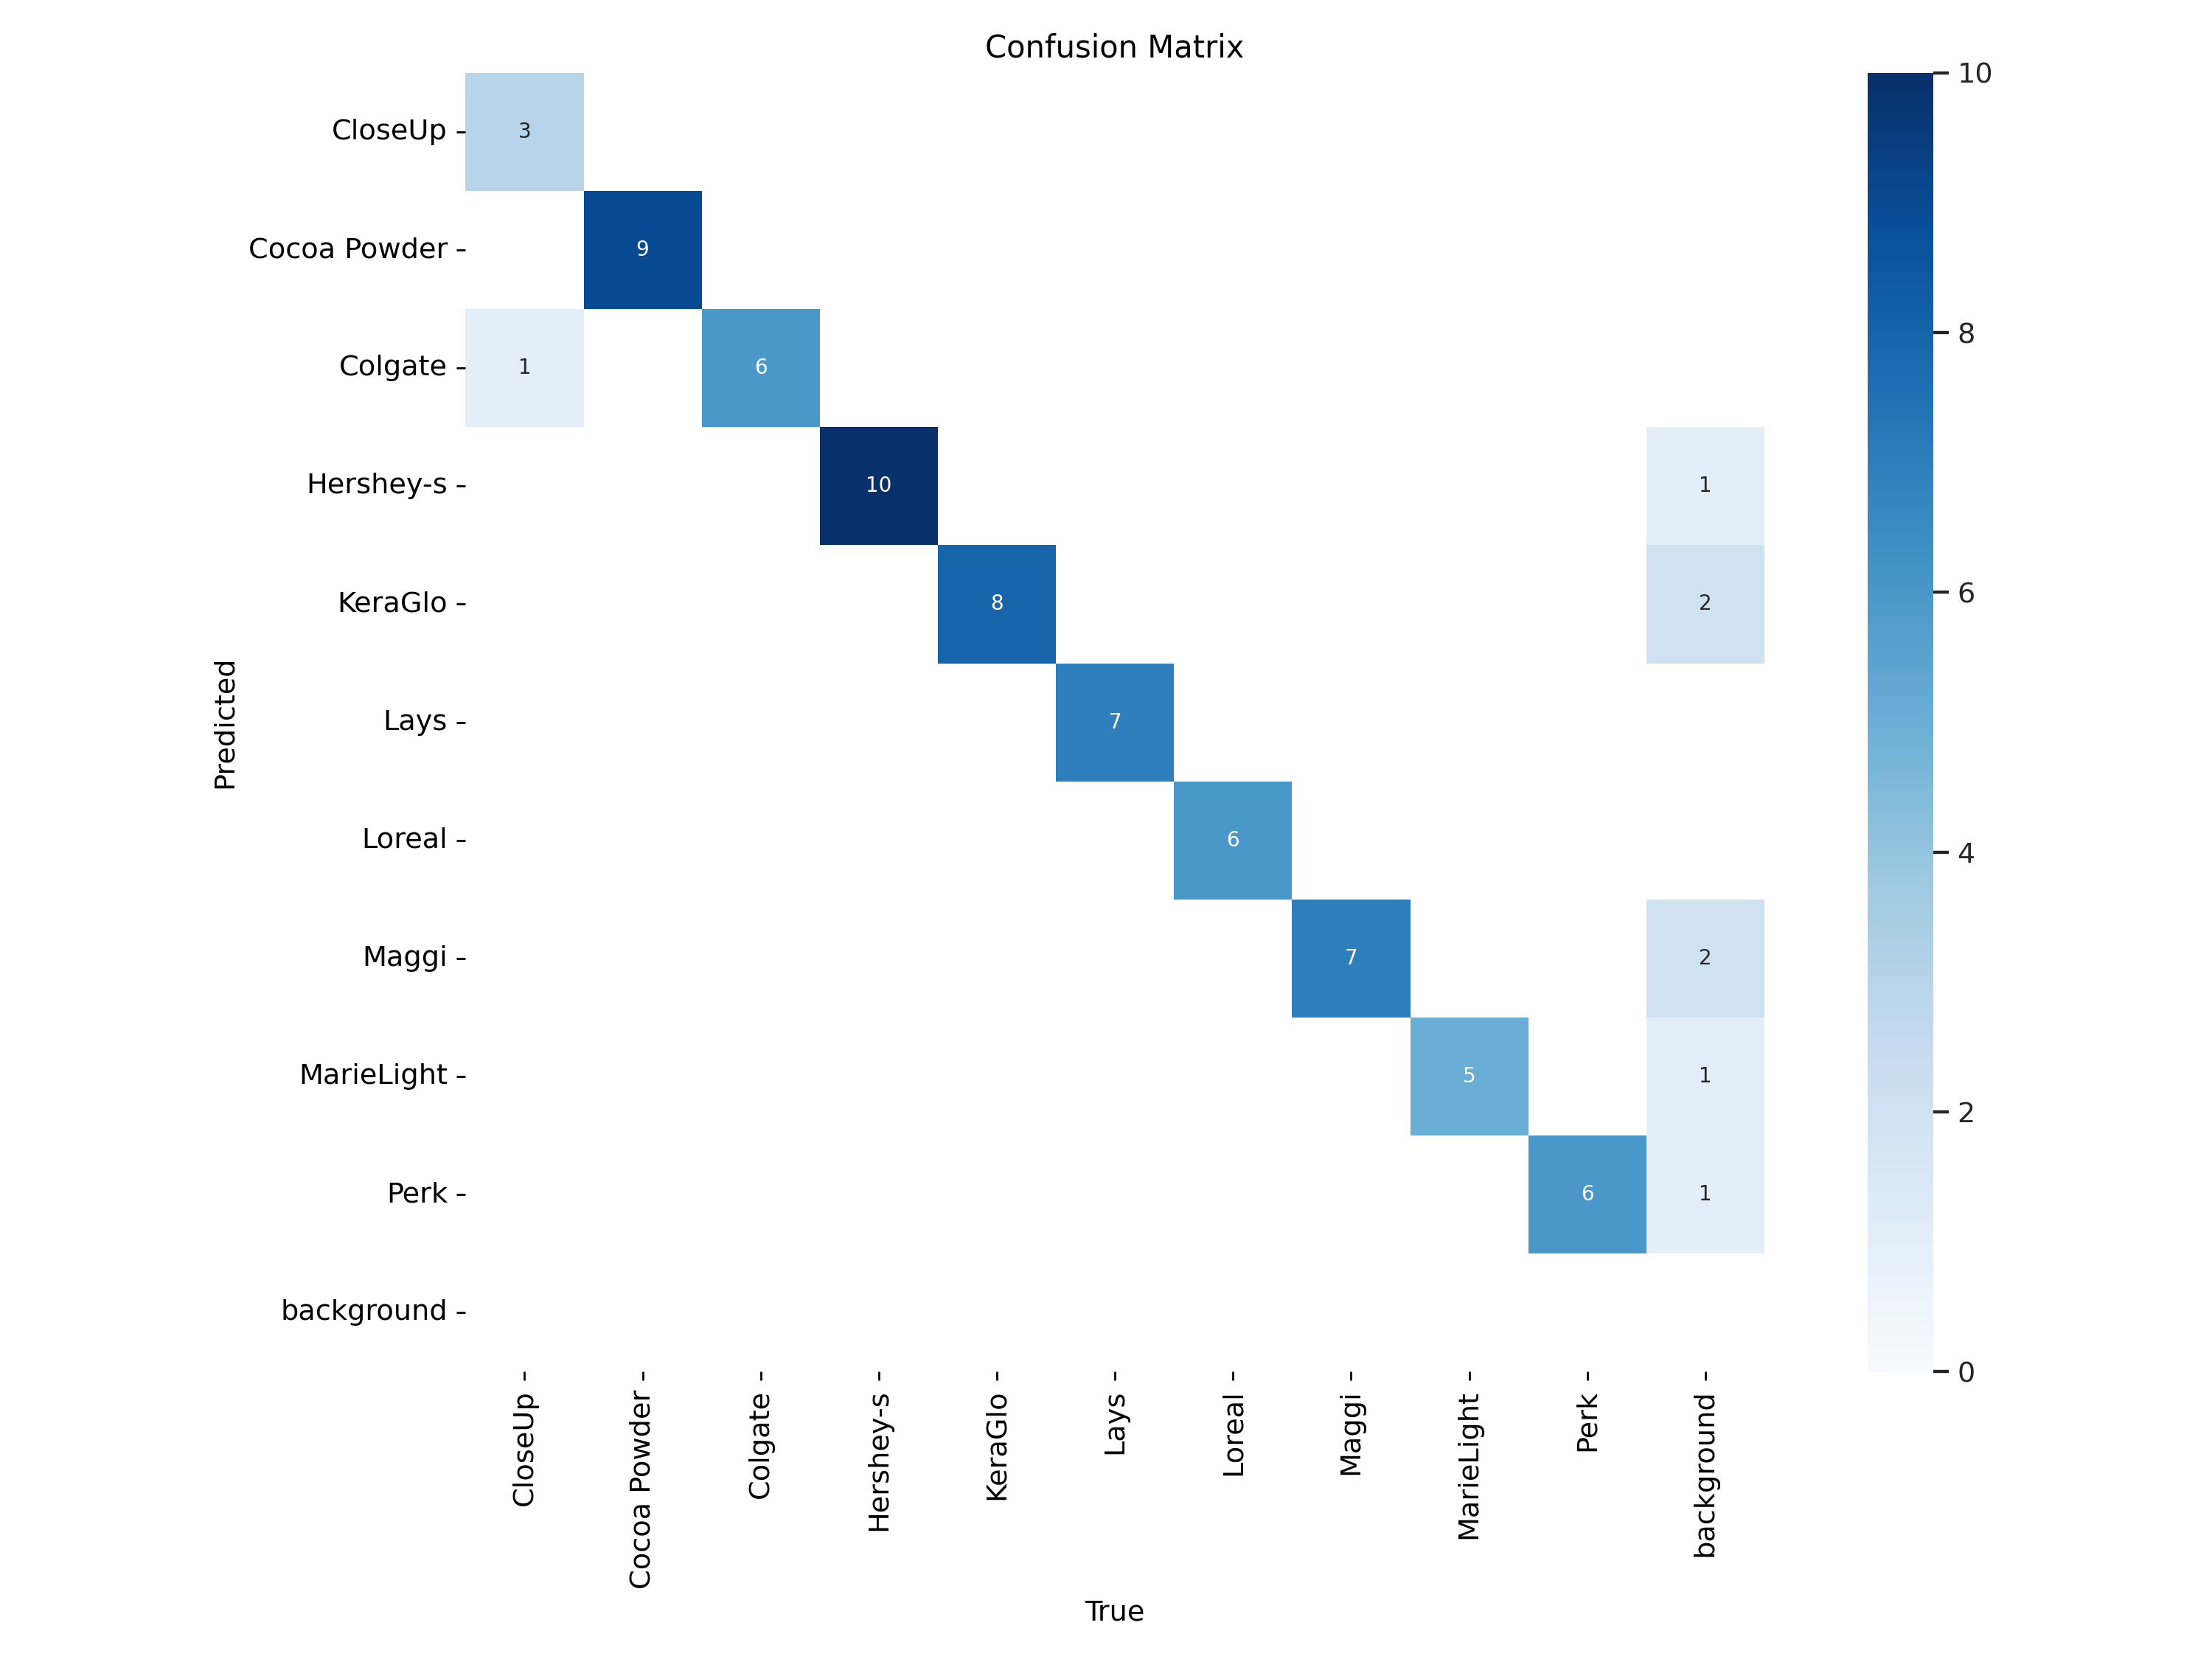 Confusion Matrix
CloseUp
3
Cocoa Powder
9
Colgate
1 6
Hershey-s
10 1
KeraGlo
8 2
Lays
7
Loreal
6
Maggi
7 2
MarieLight
5 1
Perk
6 1
background
Predicted
CloseUp
Cocoa Powder
Colgate
Hershey-s
KeraGlo
Lays
Loreal
Maggi
MarieLight
Perk
background
True
10
8
6
4
2
0